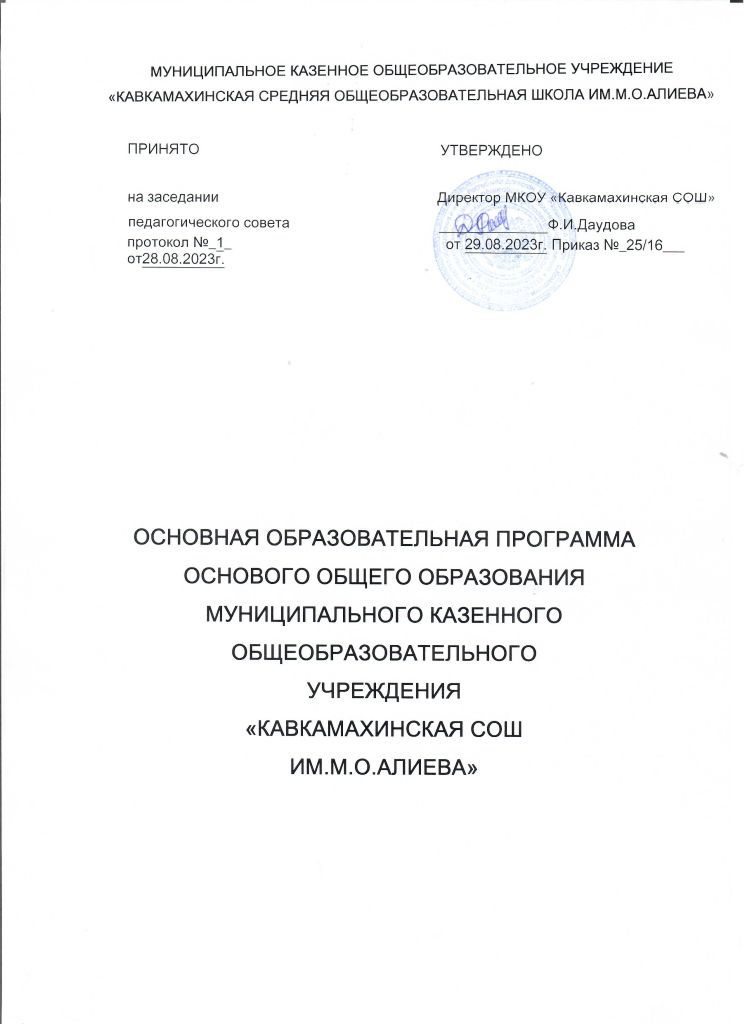 МУНИЦИПАЛЬНОЕ КАЗЕННОЕ ОБЩЕОБРАЗОВАТЕЛЬНОЕ УЧРЕЖДЕНИЕ
«КАВКАМАХИНСКАЯ СРЕДНЯЯ ОБЩЕОБРАЗОВАТЕЛЬНАЯ ШКОЛА ИМ.М.О.АЛИЕВА»
ПРИНЯТО
на заседании
педагогического совета
протокол №_1_
от28.08.2023г.
УТВЕРЖДЕНО
Директор МКОУ «Кавкамахинская СОШ»
_____________Ф.И.Даудова
от 29.08.2023г. Приказ №_25/16___
ОСНОВНАЯ ОБРАЗОВАТЕЛЬНАЯ ПРОГРАММА
ОСНОВОГО ОБЩЕГО ОБРАЗОВАНИЯ
МУНИЦИПАЛЬНОГО КАЗЕННОГО
ОБЩЕОБРАЗОВАТЕЛЬНОГО
УЧРЕЖДЕНИЯ
«КАВКАМАХИНСКАЯ СОШ
ИМ.М.О.АЛИЕВА»